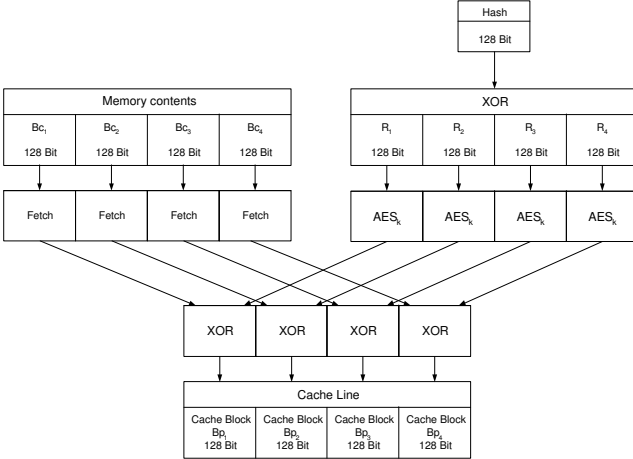 Hash
128 Bit
Memory contents
XOR
Bc₁ Bc₂ Bc₃ Bc₄
R₁ R₂ R₃ R₄
128 Bit 128 Bit 128 Bit 128 Bit
128 Bit 128 Bit 128 Bit 128 Bit
Fetch Fetch Fetch Fetch
AESₖ AESₖ AESₖ AESₖ
XOR XOR XOR XOR
Cache Line
Cache Block Cache Block Cache Block Cache Block
Bp₁ Bp₂ Bp₃ Bp₄
128 Bit 128 Bit 128 Bit 128 Bit